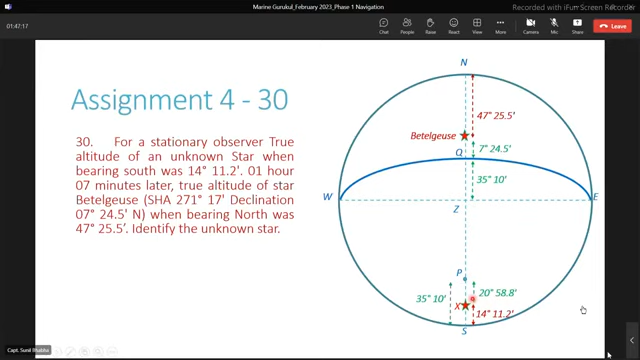 Marine Gurukul_February 2023_Phase 1 Navigation
Recorded with iFun Screen Recorder
01:47:17
Chat
People
Raise
React
View
More
Camera
Mic
Share
Leave
Assignment 4 - 30
30. For a stationary observer True
altitude of an unknown Star when
bearing south was 14° 11.2'. 01 hour
07 minutes later, true altitude of star
Betelgeuse (SHA 271° 17' Declination
07° 24.5' N) when bearing North was
47° 25.5'. Identify the unknown star.
N
47° 25.5'
Betelgeuse
7° 24.5'
Q
35° 10'
W
E
Z
P
35° 10'
20° 58.8'
X
14° 11.2'
S
Capt. Sunil Bhabha